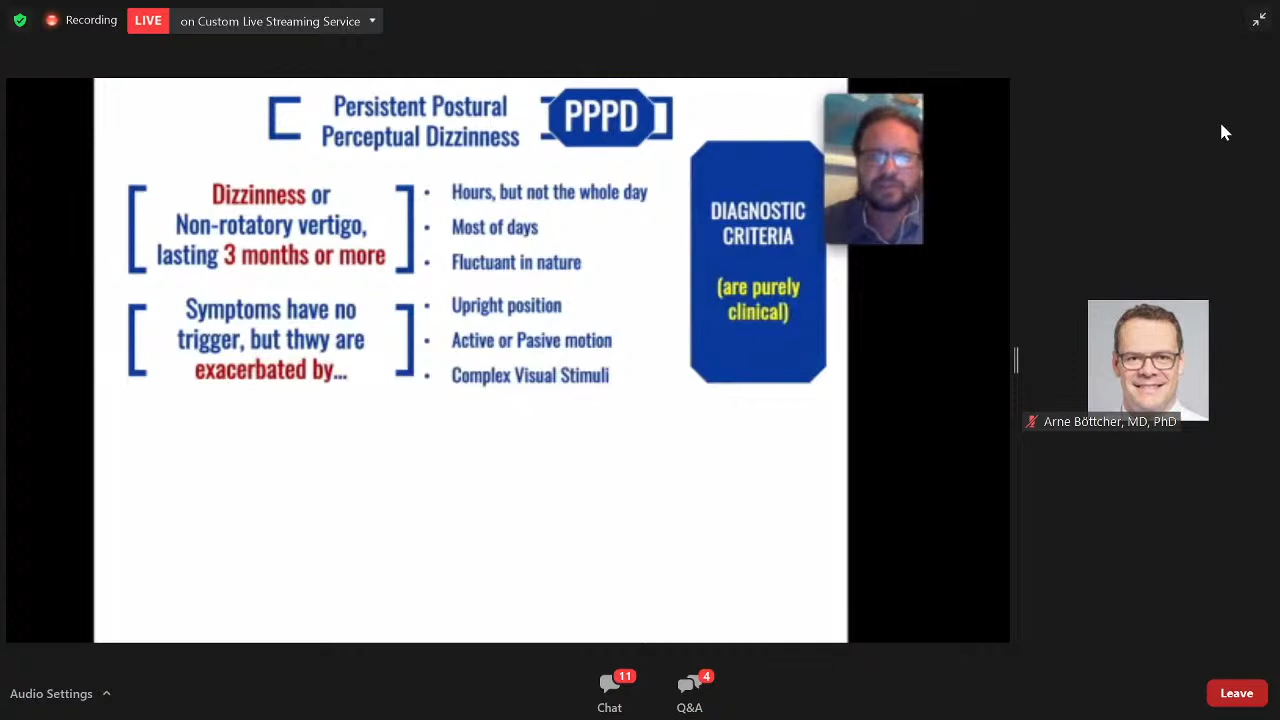 Recording
LIVE
on Custom Live Streaming Service
Persistent Postural
Perceptual Dizzinness
PPPD
Dizzinness or
Non-rotatory vertigo,
lasting 3 months or more
• Hours, but not the whole day
• Most of days
• Fluctuant in nature
Symptoms have no
trigger, but thwy are
exacerbated by...
• Upright position
• Active or Pasive motion
• Complex Visual Stimuli
DIAGNOSTIC
CRITERIA
(are purely
clinical)
Arne Böttcher, MD, PhD
Audio Settings
11
Chat
4
Q&A
Leave